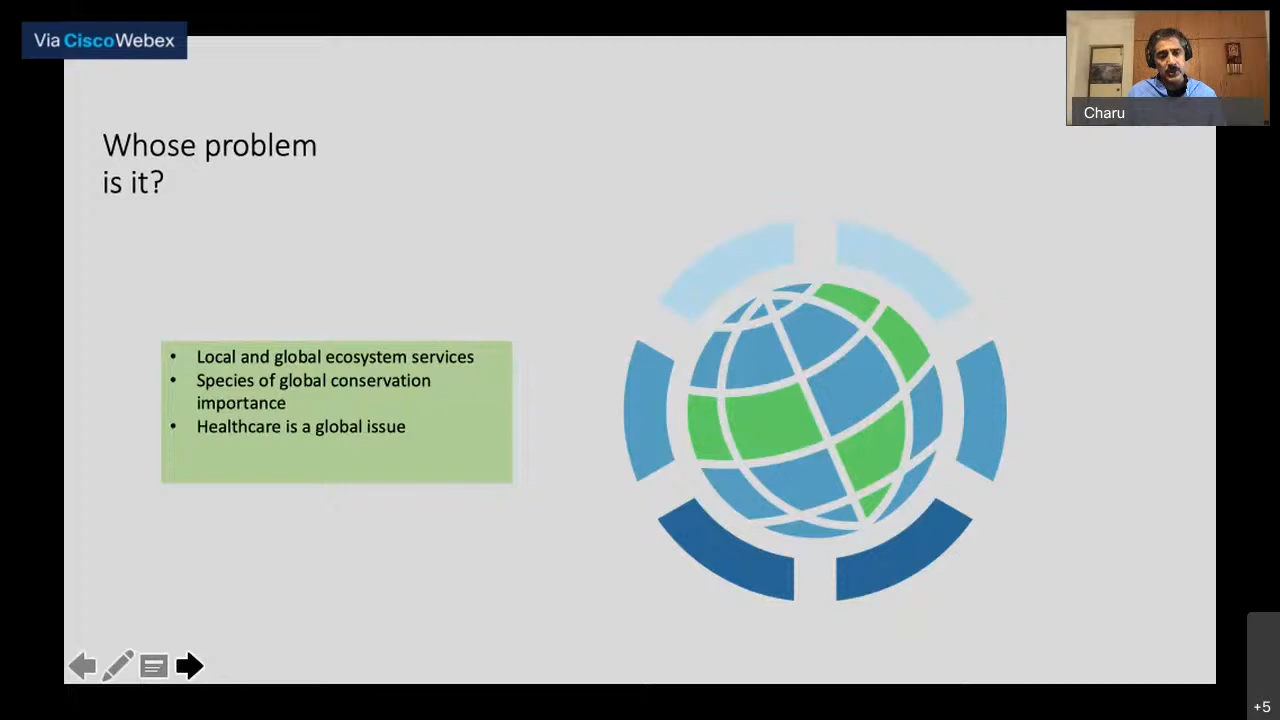 Via CiscoWebex
Charu
Whose problem
is it?
• Local and global ecosystem services
• Species of global conservation
importance
• Healthcare is a global issue
+5